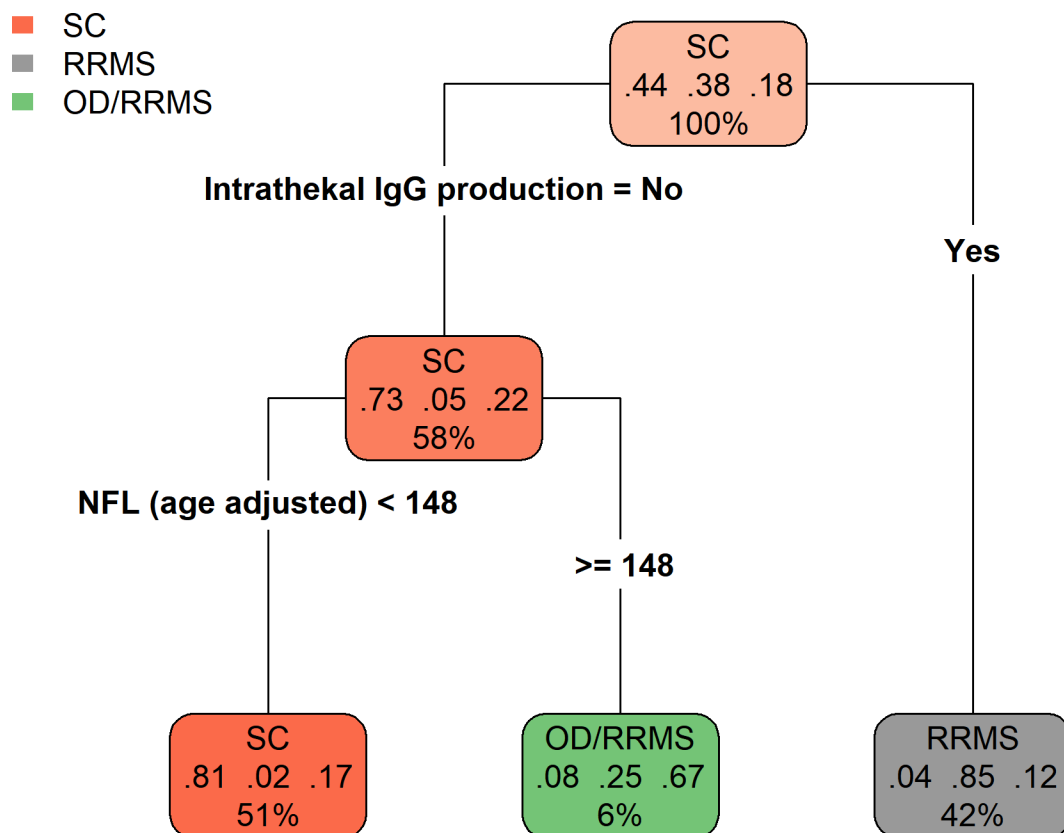 SC
RRMS
OD/RRMS
SC
.44 .38 .18
100%
Intrathekal IgG production = No
Yes
SC
.73 .05 .22
58%
NFL (age adjusted) < 148
>= 148
SC
.81 .02 .17
51%
OD/RRMS
.08 .25 .67
6%
RRMS
.04 .85 .12
42%